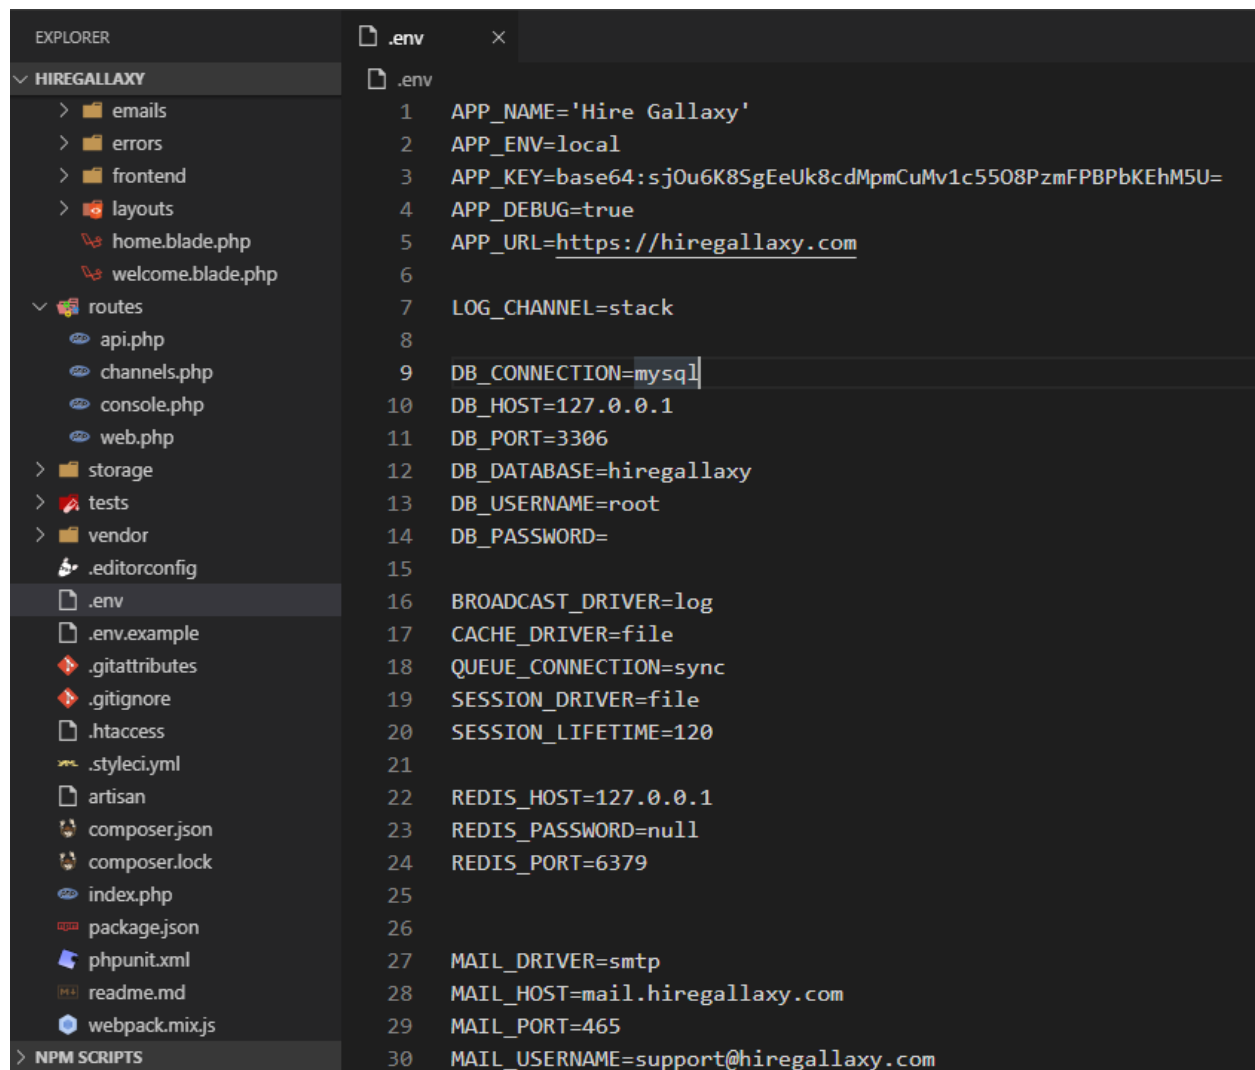 EXPLORER
HIREGALLAXY
emails
errors
frontend
layouts
home.blade.php
welcome.blade.php
routes
api.php
channels.php
console.php
web.php
storage
tests
vendor
.editorconfig
.env
.env.example
.gitattributes
.gitignore
.htaccess
.styleci.yml
artisan
composer.json
composer.lock
index.php
package.json
phpunit.xml
readme.md
webpack.mix.js
NPM SCRIPTS
.env
.env
1 APP_NAME='Hire Gallaxy'
2 APP_ENV=local
3 APP_KEY=base64:sjOu6K8SgEeUk8cdMpmCuMv1c55O8PzmFPBPbKEhM5U=
4 APP_DEBUG=true
5 APP_URL=https://hiregallaxy.com
6
7 LOG_CHANNEL=stack
8
9 DB_CONNECTION=mysql
10 DB_HOST=127.0.0.1
11 DB_PORT=3306
12 DB_DATABASE=hiregallaxy
13 DB_USERNAME=root
14 DB_PASSWORD=
15
16 BROADCAST_DRIVER=log
17 CACHE_DRIVER=file
18 QUEUE_CONNECTION=sync
19 SESSION_DRIVER=file
20 SESSION_LIFETIME=120
21
22 REDIS_HOST=127.0.0.1
23 REDIS_PASSWORD=null
24 REDIS_PORT=6379
25
26
27 MAIL_DRIVER=smtp
28 MAIL_HOST=mail.hiregallaxy.com
29 MAIL_PORT=465
30 MAIL_USERNAME=support@hiregallaxy.com